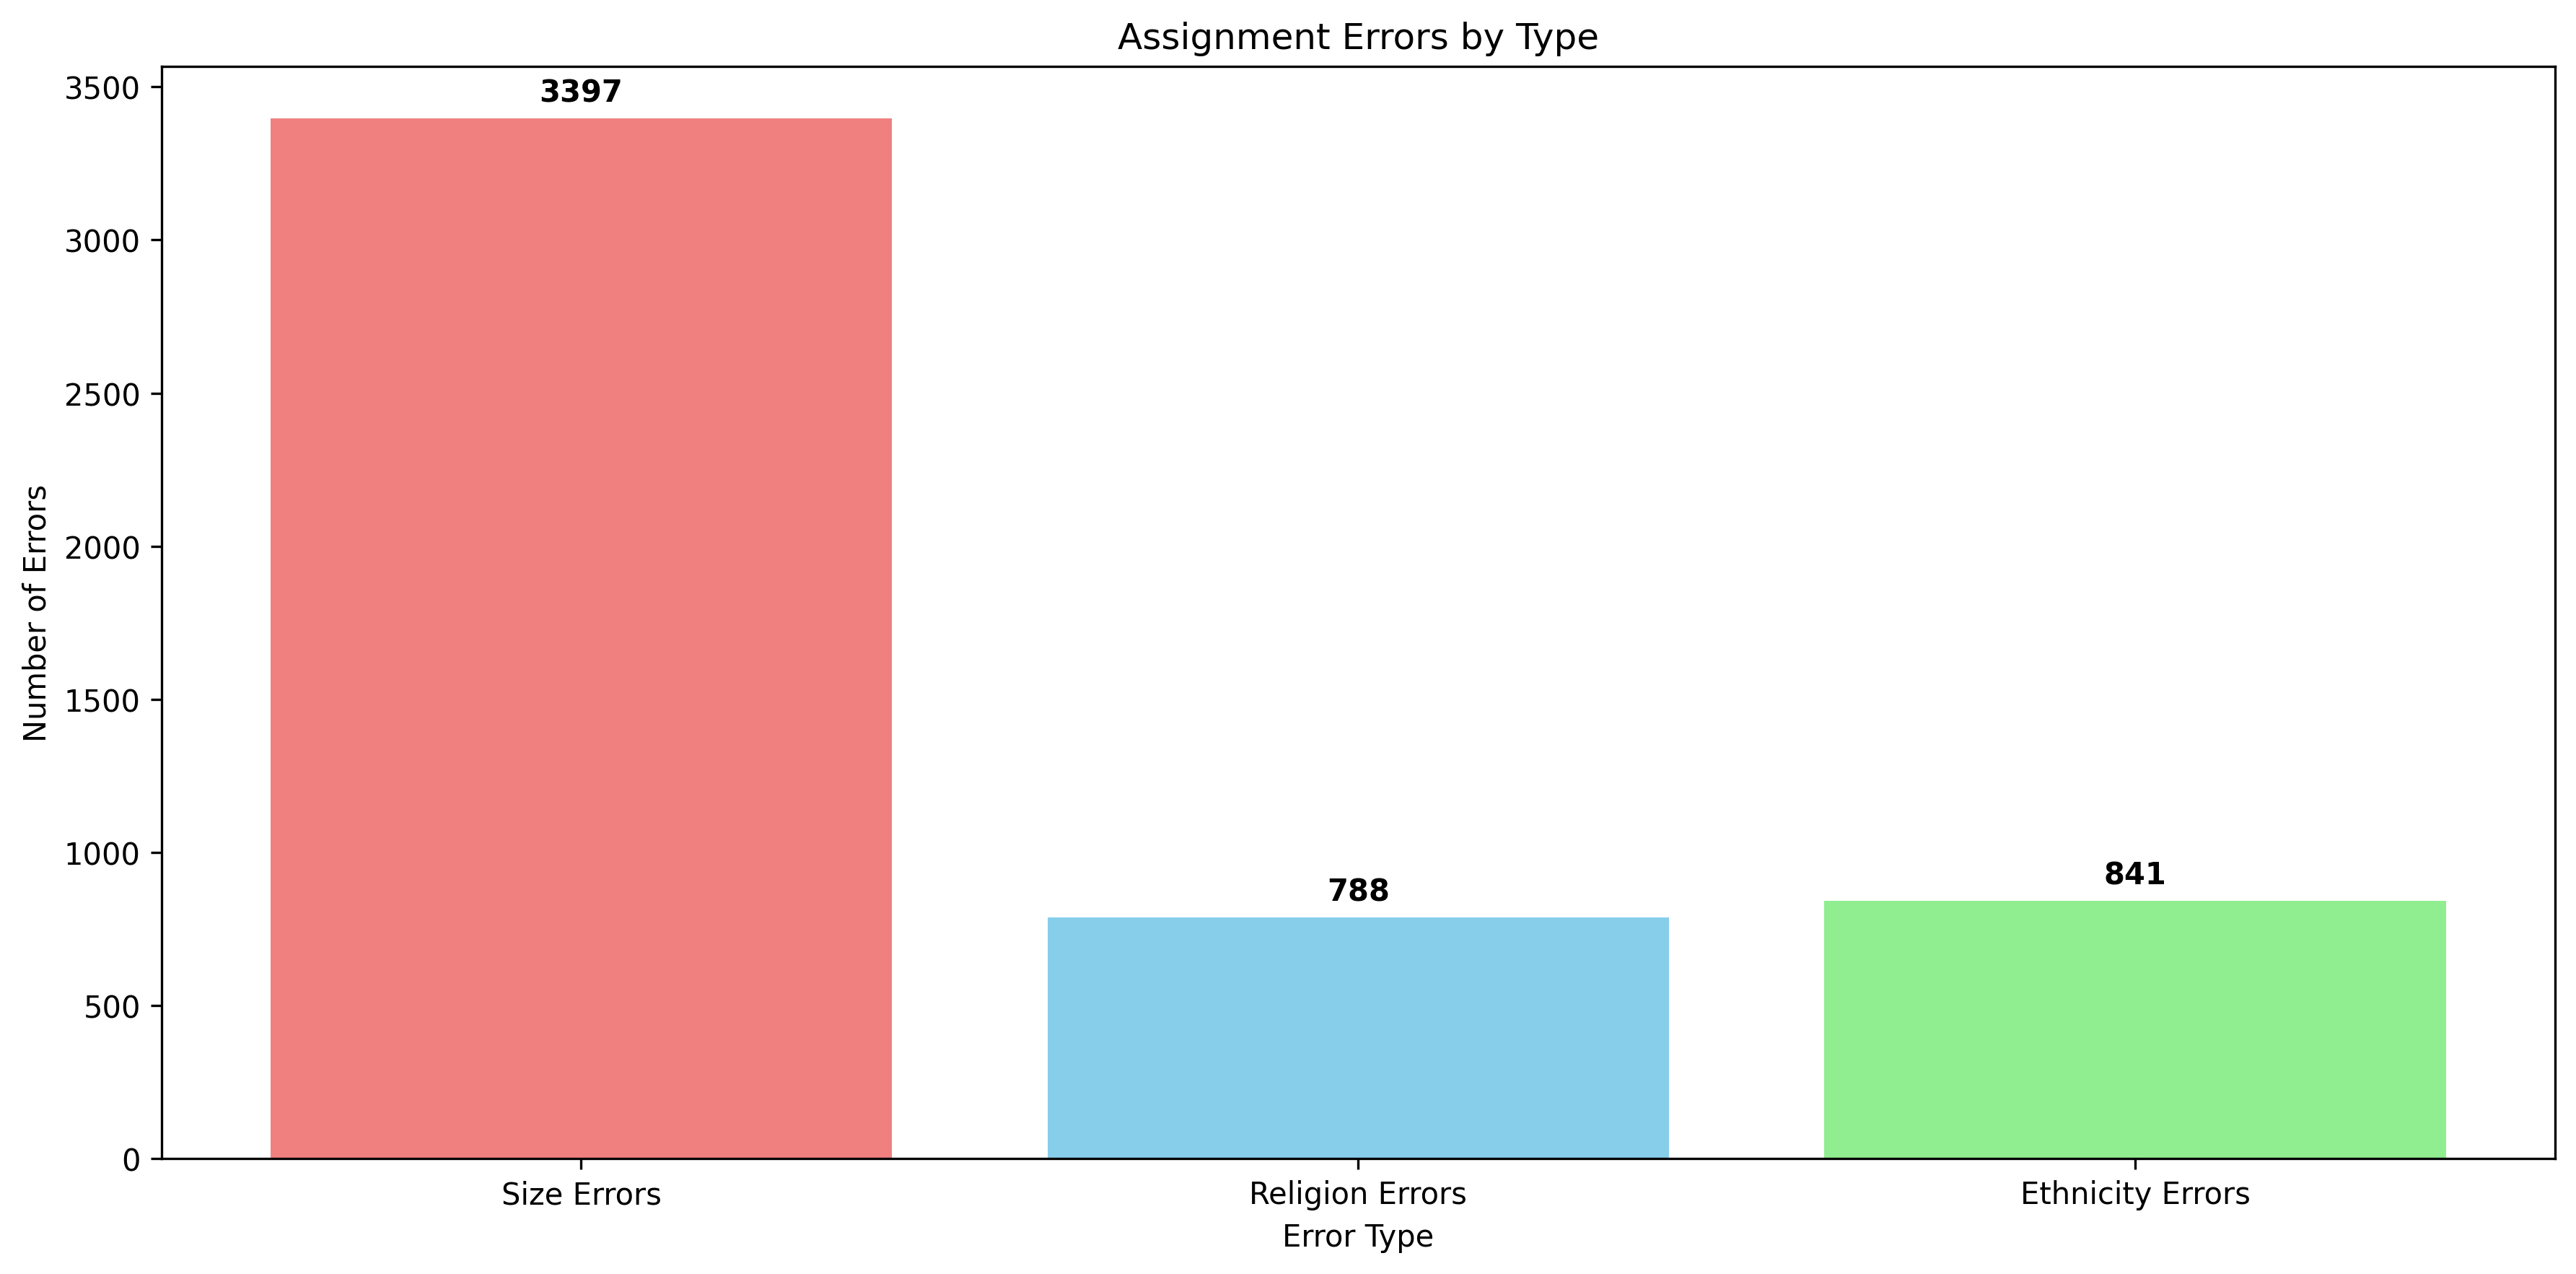 Assignment Errors by Type
Number of Errors
3500
3000
2500
2000
1500
1000
500
0
3397
788
841
Size Errors
Religion Errors
Ethnicity Errors
Error Type